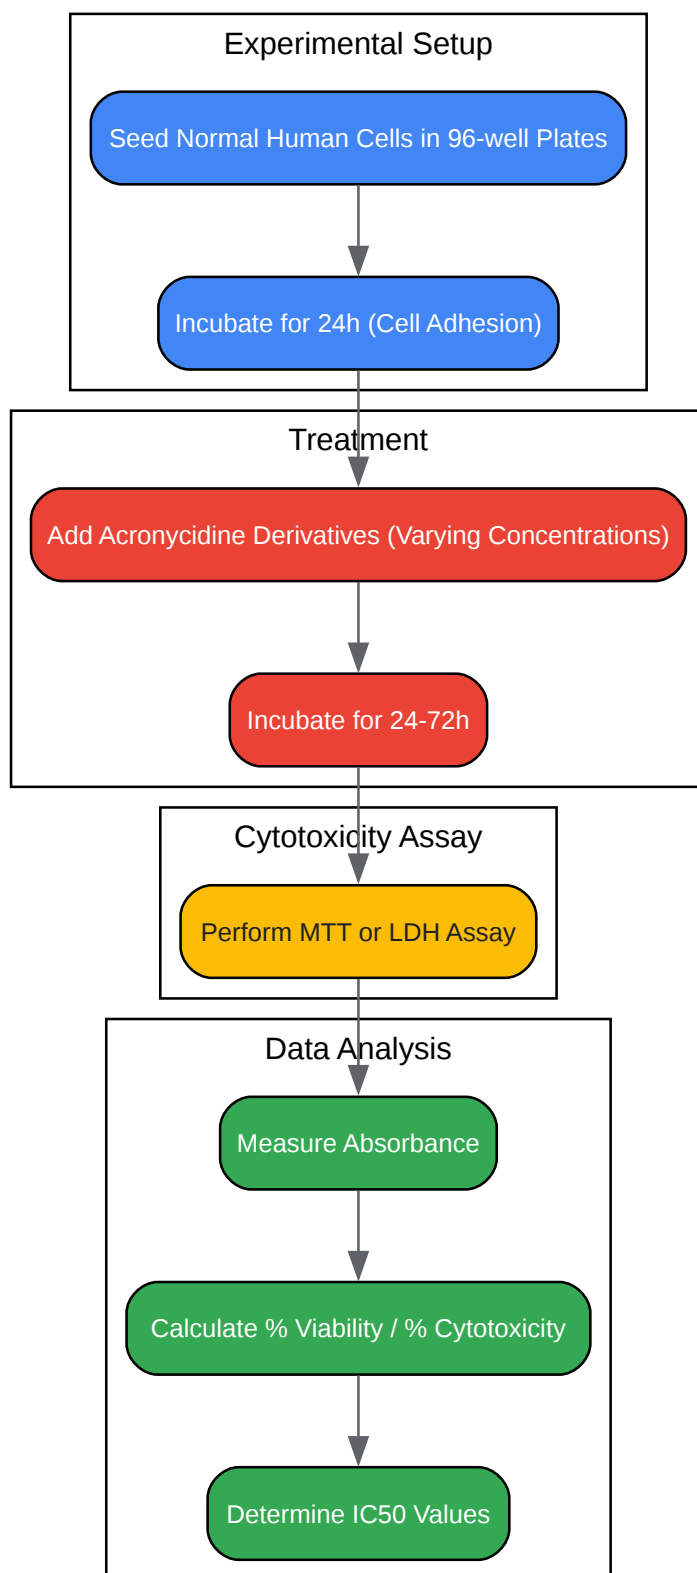 Experimental Setup
Seed Normal Human Cells in 96-well Plates
Incubate for 24h (Cell Adhesion)
Treatment
Add Acronycidine Derivatives (Varying Concentrations)
Incubate for 24-72h
Cytotoxicity Assay
Perform MTT or LDH Assay
Data Analysis
Measure Absorbance
Calculate % Viability / % Cytotoxicity
Determine IC50 Values